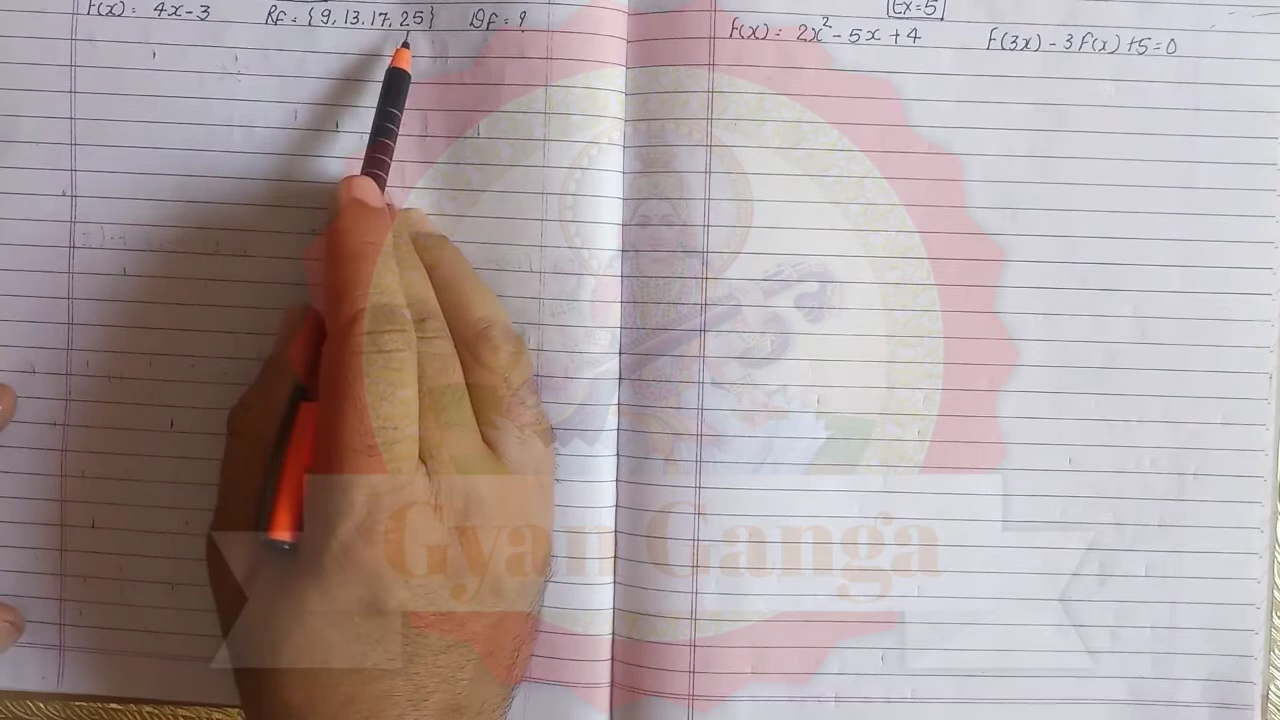 f(x) = 4x-3 Rf = {9, 13, 17, 25} Df = ?
Ex=5
f(x) = 2x² - 5x + 4 f(3x) - 3f(x) + 5 = 0
Gyan Ganga